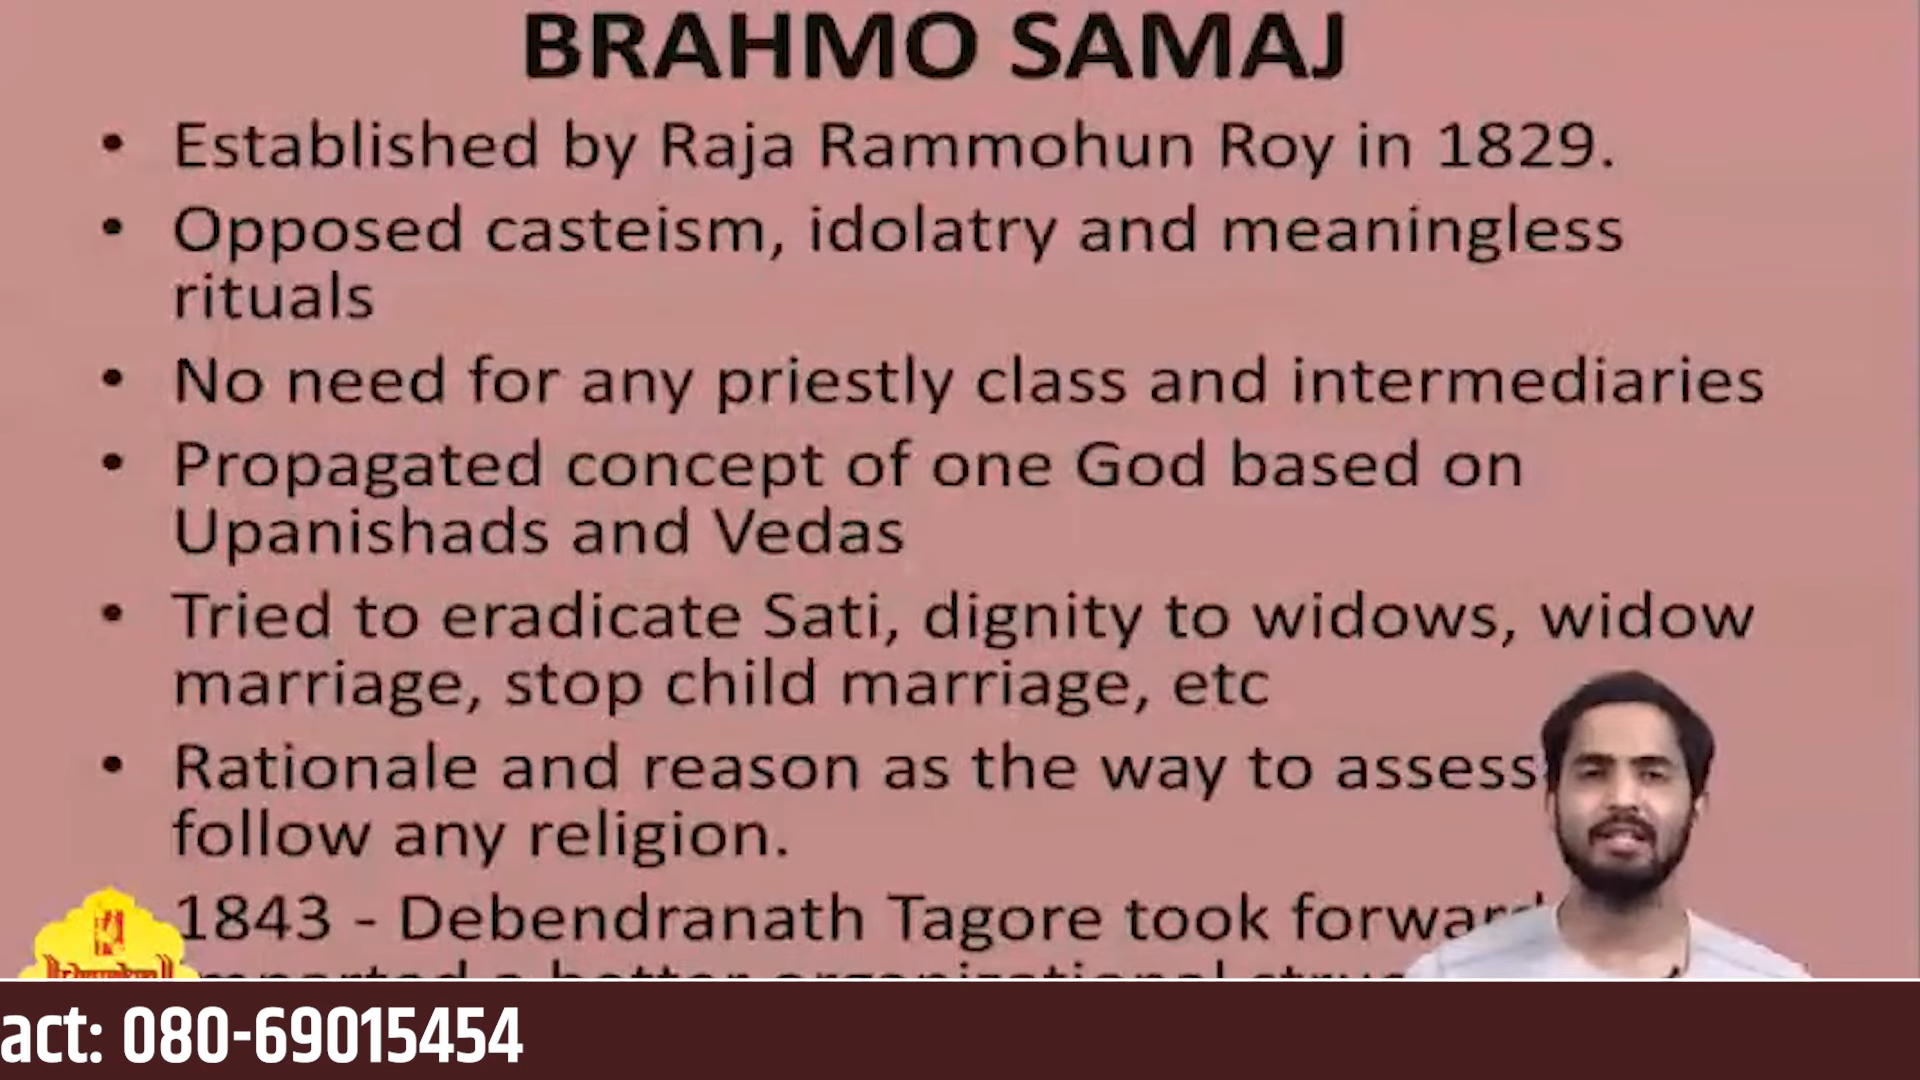 BRAHMO SAMAJ
• Established by Raja Rammohun Roy in 1829.
• Opposed casteism, idolatry and meaningless
rituals
• No need for any priestly class and intermediaries
• Propagated concept of one God based on
Upanishads and Vedas
• Tried to eradicate Sati, dignity to widows, widow
marriage, stop child marriage, etc
• Rationale and reason as the way to assess
follow any religion.
1843 - Debendranath Tagore took forward
a better organizational
act: 080-69015454